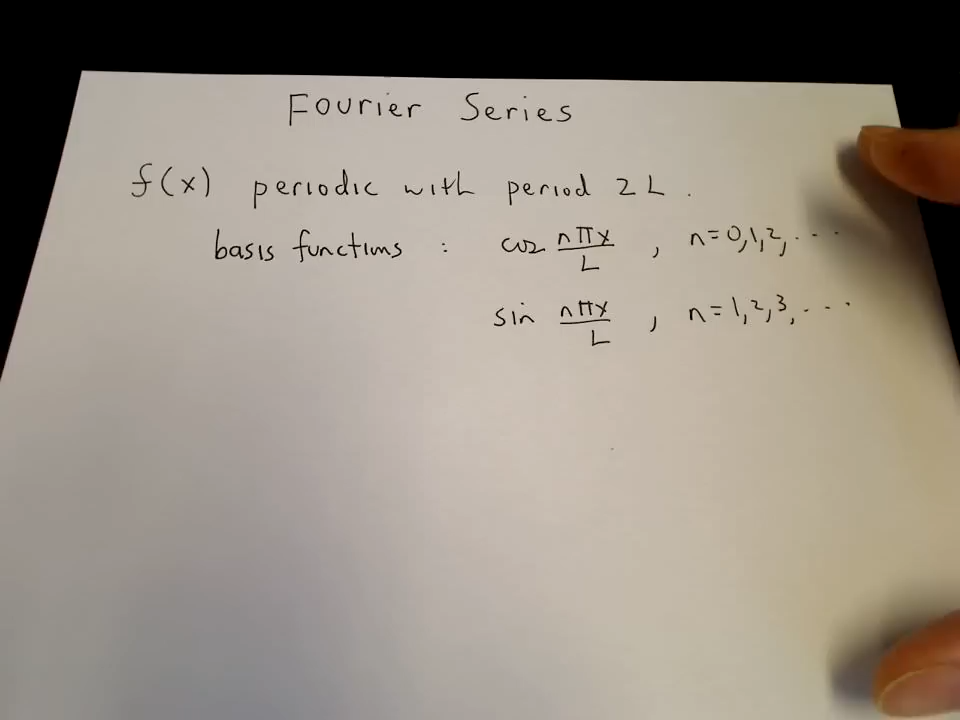 Fourier Series
f(x) periodic with period 2L.
basis functions : cos nπx/L , n=0,1,2,...
sin nπx/L , n=1,2,3,...